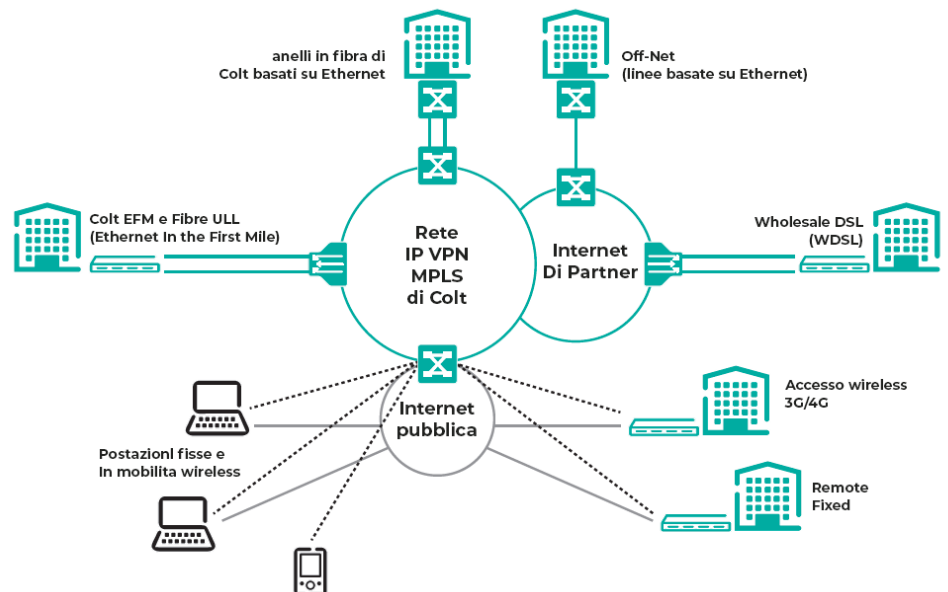 anelli in fibra di
Colt basati su Ethernet
Off-Net
(linee basate su Ethernet)
Colt EFM e Fibre ULL
(Ethernet In the First Mile)
Rete
IP VPN
MPLS
di Colt
Internet
Di Partner
Wholesale DSL
(WDSL)
Internet
pubblica
Accesso wireless
3G/4G
Postazionl fisse e
In mobilita wireless
Remote
Fixed